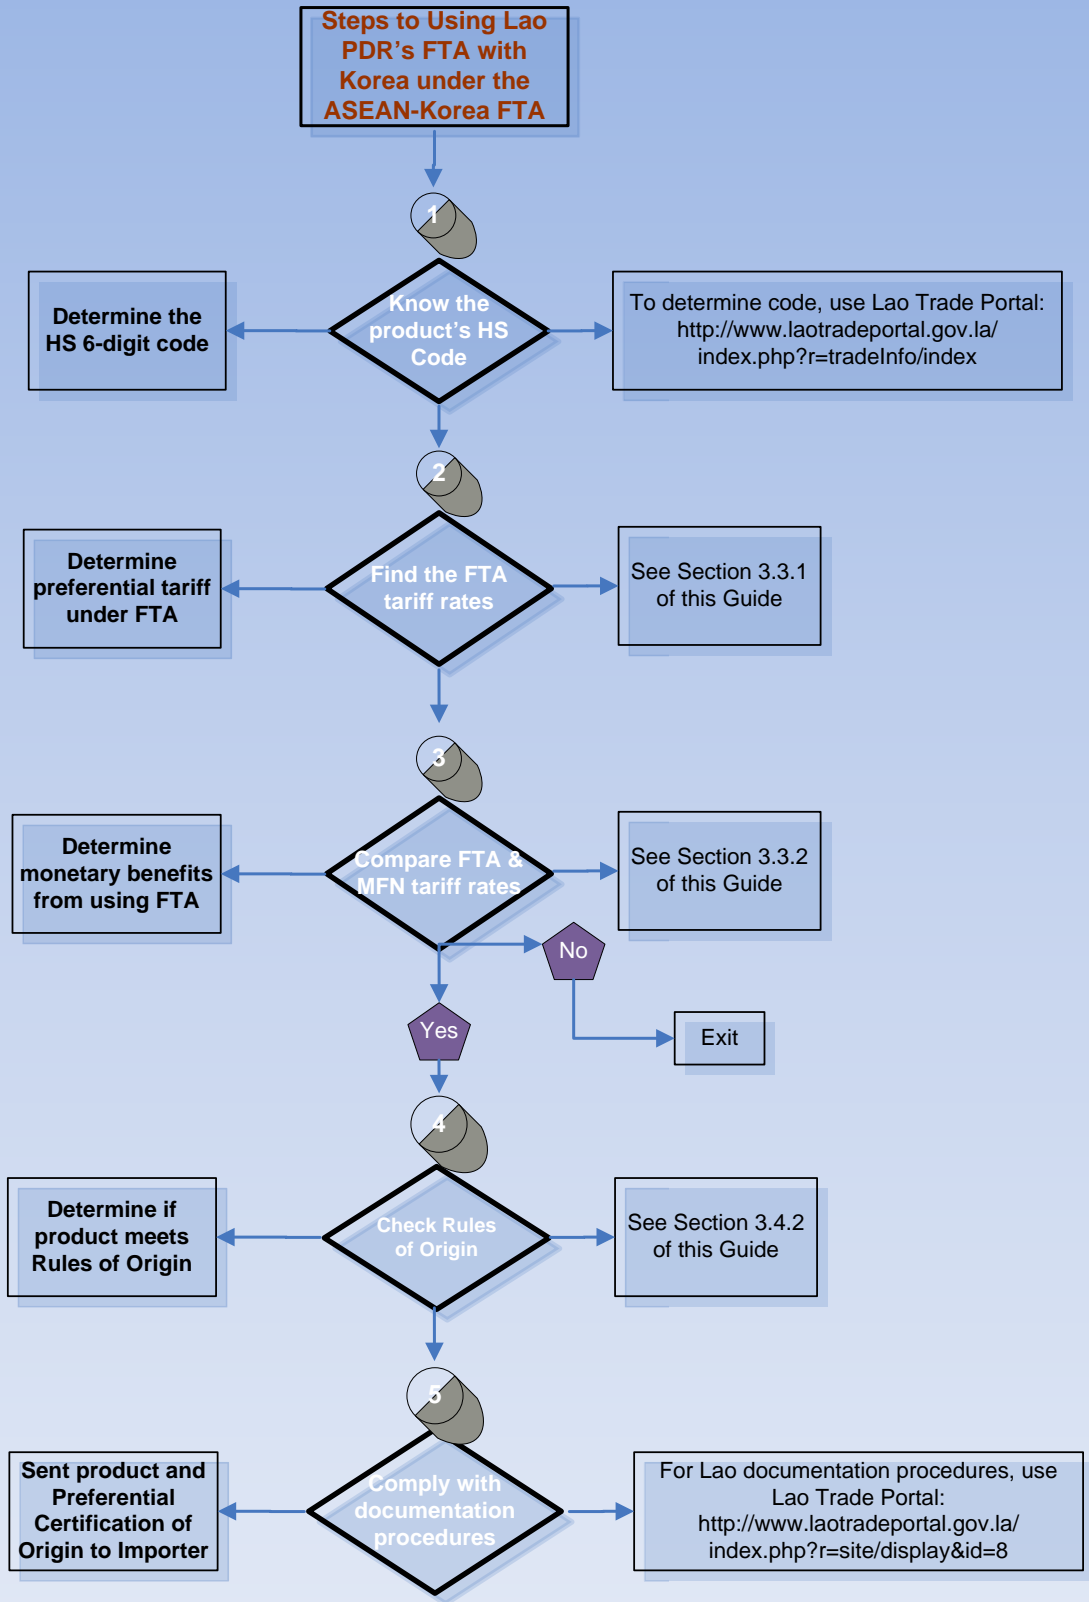 Steps to Using Lao
PDR's FTA with
Korea under the
ASEAN-Korea FTA
1
Determine the
HS 6-digit code
Know the
product's HS
Code
To determine code, use Lao Trade Portal:
http://www.laotradeportal.gov.la/
index.php?r=tradeInfo/index
2
Determine
preferential tariff
under FTA
Find the FTA
tariff rates
See Section 3.3.1
of this Guide
3
Determine
monetary benefits
from using FTA
Compare FTA &
MFN tariff rates
See Section 3.3.2
of this Guide
No
Yes
Exit
4
Determine if
product meets
Rules of Origin
Check Rules
of Origin
See Section 3.4.2
of this Guide
5
Sent product and
Preferential
Certification of
Origin to Importer
Comply with
documentation
procedures
For Lao documentation procedures, use
Lao Trade Portal:
http://www.laotradeportal.gov.la/
index.php?r=site/display&id=8